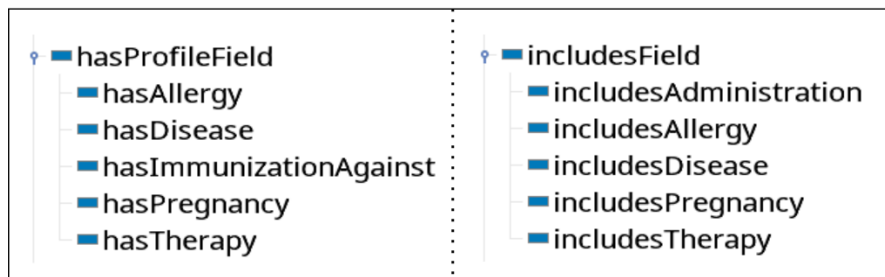 hasProfileField
hasAllergy
hasDisease
hasImmunizationAgainst
hasPregnancy
hasTherapy
includesField
includesAdministration
includesAllergy
includesDisease
includesPregnancy
includesTherapy